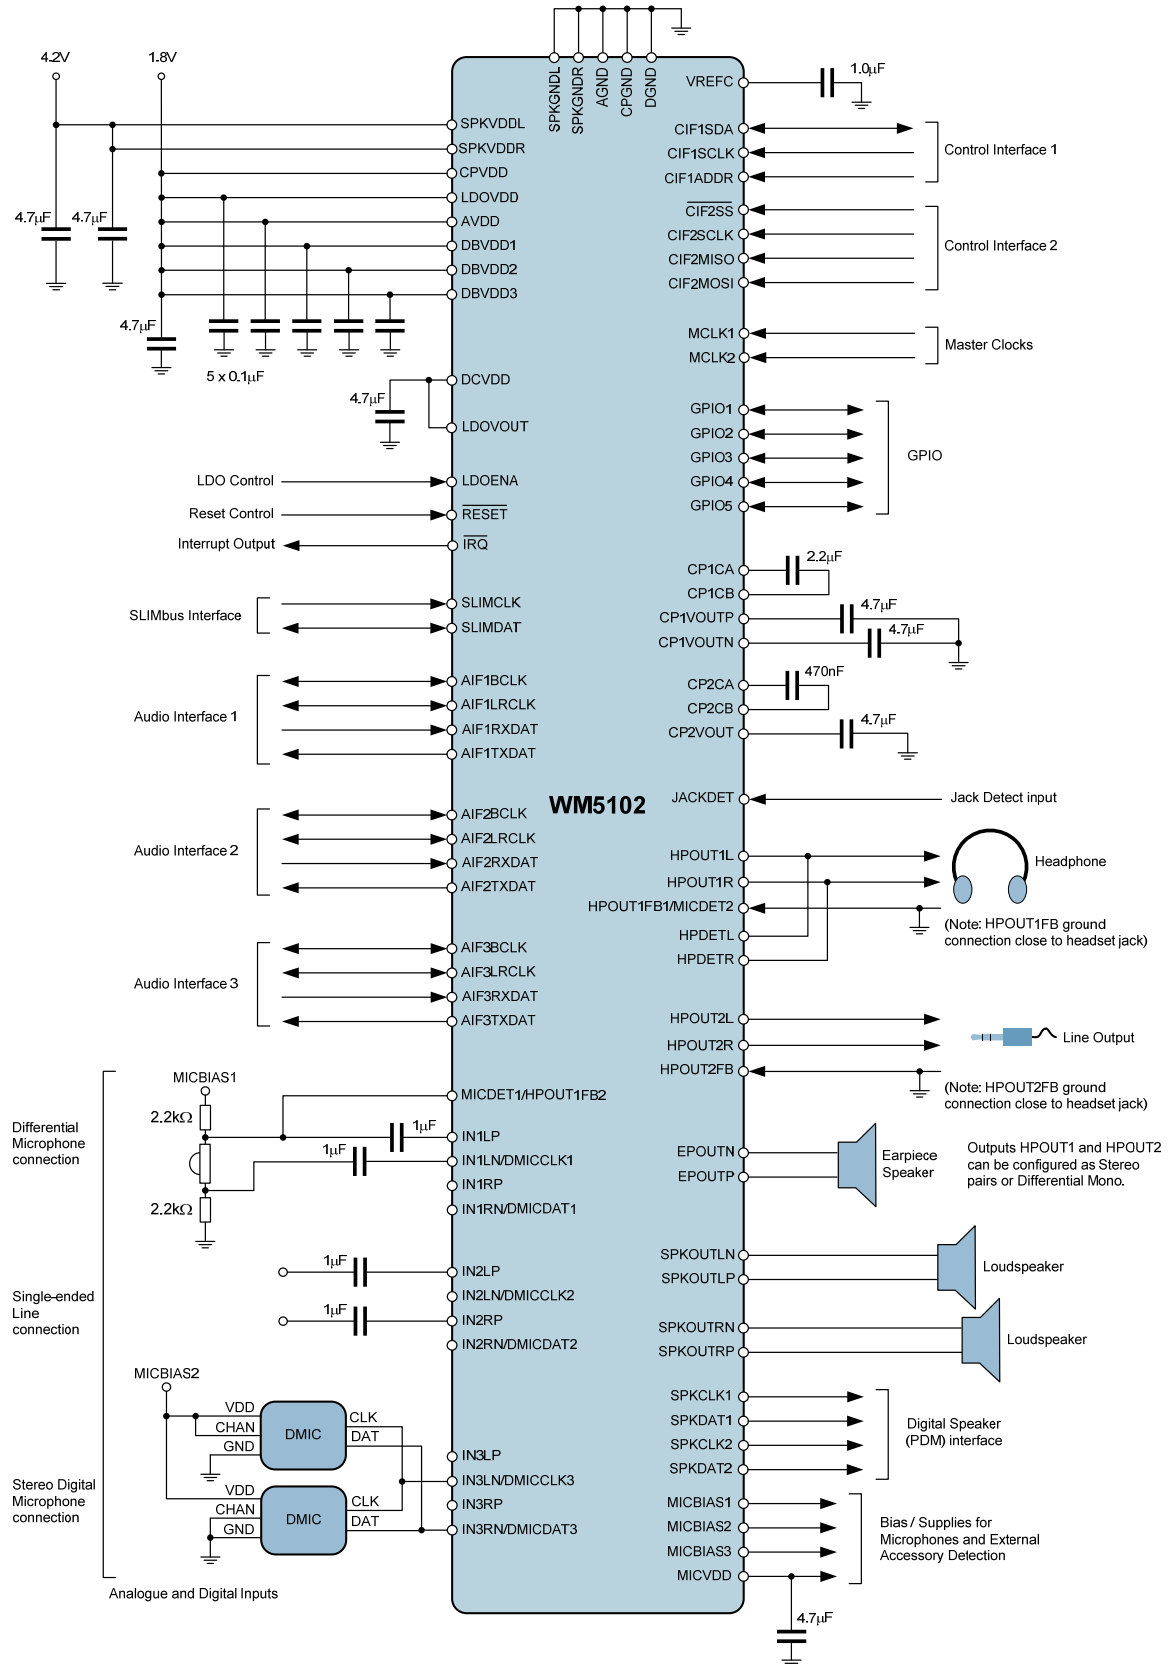 4.2V
1.8V
SPKGNDL
SPKGNDR
AGND
CPGND
DGND
SPKVDDL
SPKVDDR
CPVDD
LDOVDD
AVDD
DBVDD1
DBVDD2
DBVDD3
4.7µF
4.7µF
4.7µF
5 x 0.1µF
DCVDD
4.7µF
LDOVOUT
LDO Control
LDOENA
Reset Control
RESET
Interrupt Output
IRQ
SLIMbus Interface
SLIMCLK
SLIMDAT
Audio Interface 1
AIF1BCLK
AIF1LRCLK
AIF1RXDAT
AIF1TXDAT
WM5102
Audio Interface 2
AIF2BCLK
AIF2LRCLK
AIF2RXDAT
AIF2TXDAT
Audio Interface 3
AIF3BCLK
AIF3LRCLK
AIF3RXDAT
AIF3TXDAT
MICBIAS1
2.2kΩ
Differential
Microphone
connection
2.2kΩ
1µF
1µF
MICDET1/HPOUT1FB2
IN1LP
IN1LN/DMICCLK1
IN1RP
IN1RN/DMICDAT1
Single-ended
Line
connection
1µF
1µF
IN2LP
IN2LN/DMICCLK2
IN2RP
IN2RN/DMICDAT2
MICBIAS2
VDD
CHAN
GND
DMIC
CLK
DAT
Stereo Digital
Microphone
connection
VDD
CHAN
GND
DMIC
CLK
DAT
IN3LP
IN3LN/DMICCLK3
IN3RP
IN3RN/DMICDAT3
Analogue and Digital Inputs
VREFC
1.0µF
CIF1SDA
CIF1SCLK
CIF1ADDR
Control Interface 1
CIF2SS
CIF2SCLK
CIF2MISO
CIF2MOSI
Control Interface 2
MCLK1
MCLK2
Master Clocks
GPIO1
GPIO2
GPIO3
GPIO4
GPIO5
GPIO
CP1CA
2.2µF
CP1CB
CP1VOUTP
4.7µF
CP1VOUTN
4.7µF
CP2CA
470nF
CP2CB
CP2VOUT
4.7µF
JACKDET
Jack Detect input
HPOUT1L
HPOUT1R
HPOUT1FB1/MICDET2
HPDETL
HPDETR
Headphone
(Note: HPOUT1FB ground
connection close to headset jack)
HPOUT2L
HPOUT2R
HPOUT2FB
Line Output
(Note: HPOUT2FB ground
connection close to headset jack)
EPOUTN
EPOUTP
Earpiece
Speaker
Outputs HPOUT1 and HPOUT2
can be configured as Stereo
pairs or Differential Mono.
SPKOUTLN
SPKOUTLP
Loudspeaker
SPKOUTRN
SPKOUTRP
Loudspeaker
SPKCLK1
SPKDAT1
SPKCLK2
SPKDAT2
Digital Speaker
(PDM) interface
MICBIAS1
MICBIAS2
MICBIAS3
MICVDD
Bias / Supplies for
Microphones and External
Accessory Detection
4.7µF